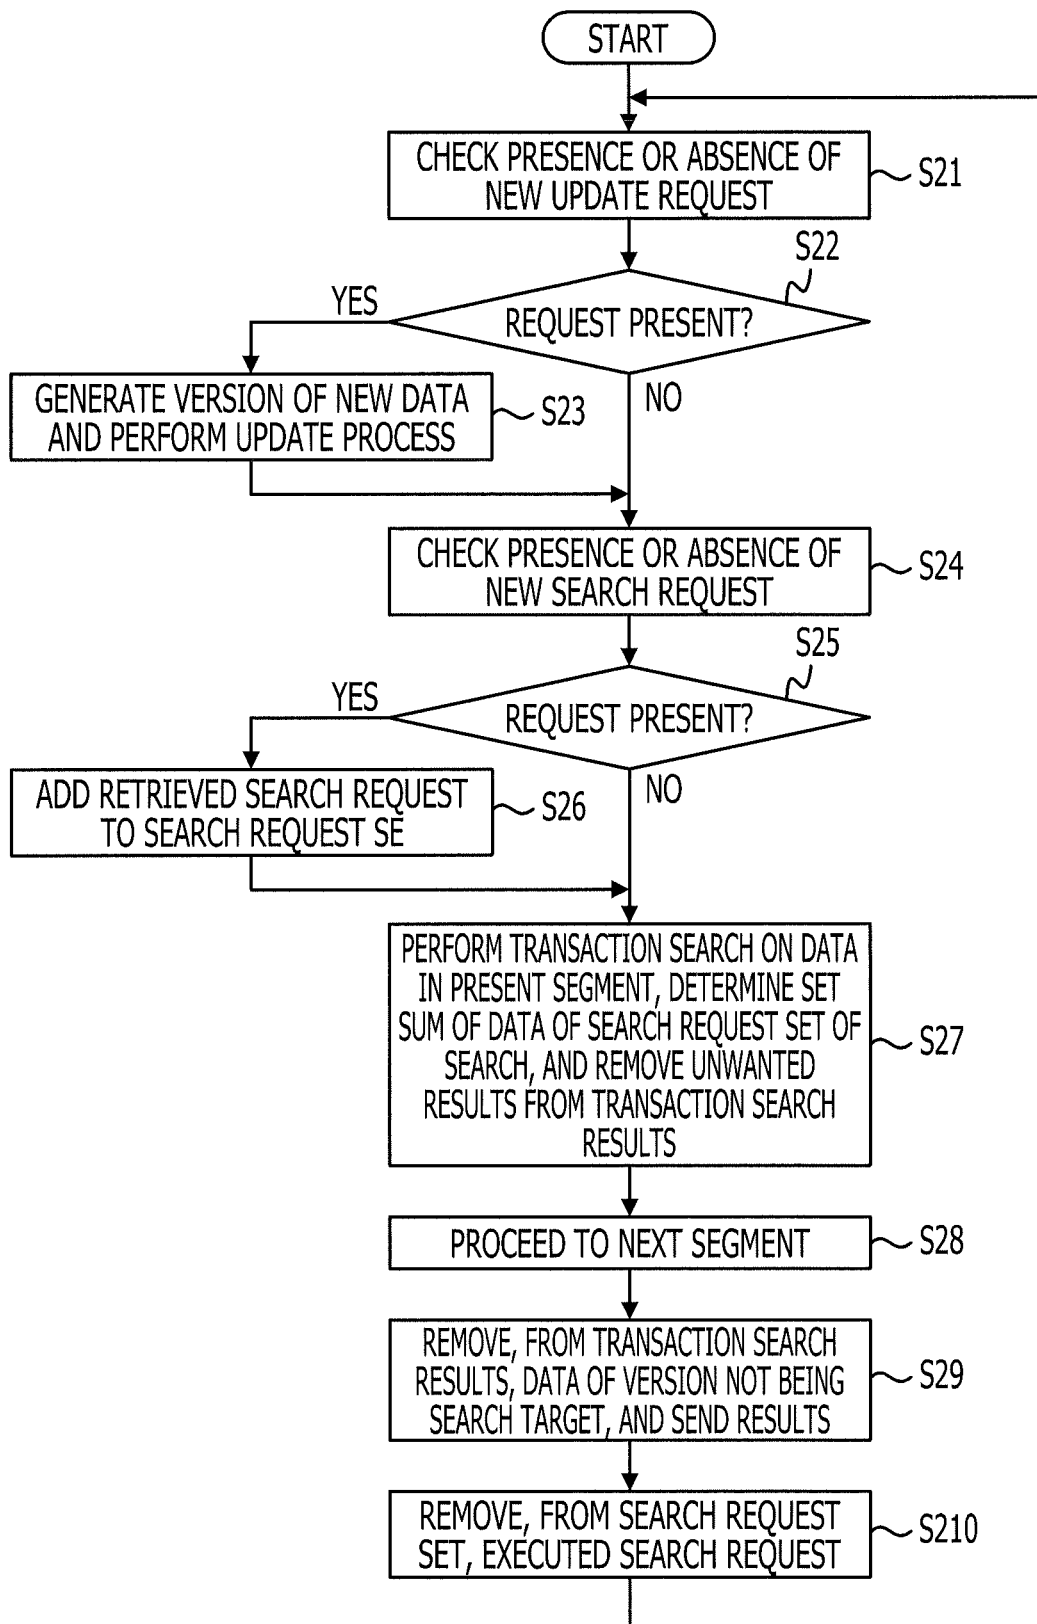 START
CHECK PRESENCE OR ABSENCE OF
NEW UPDATE REQUEST
S21
S22
YES
REQUEST PRESENT?
NO
GENERATE VERSION OF NEW DATA
AND PERFORM UPDATE PROCESS
S23
CHECK PRESENCE OR ABSENCE OF
NEW SEARCH REQUEST
S24
S25
YES
REQUEST PRESENT?
NO
ADD RETRIEVED SEARCH REQUEST
TO SEARCH REQUEST SE
S26
PERFORM TRANSACTION SEARCH ON DATA
IN PRESENT SEGMENT, DETERMINE SET
SUM OF DATA OF SEARCH REQUEST SET OF
SEARCH, AND REMOVE UNWANTED
RESULTS FROM TRANSACTION SEARCH
RESULTS
S27
PROCEED TO NEXT SEGMENT
S28
REMOVE, FROM TRANSACTION SEARCH
RESULTS, DATA OF VERSION NOT BEING
SEARCH TARGET, AND SEND RESULTS
S29
REMOVE, FROM SEARCH REQUEST
SET, EXECUTED SEARCH REQUEST
S210